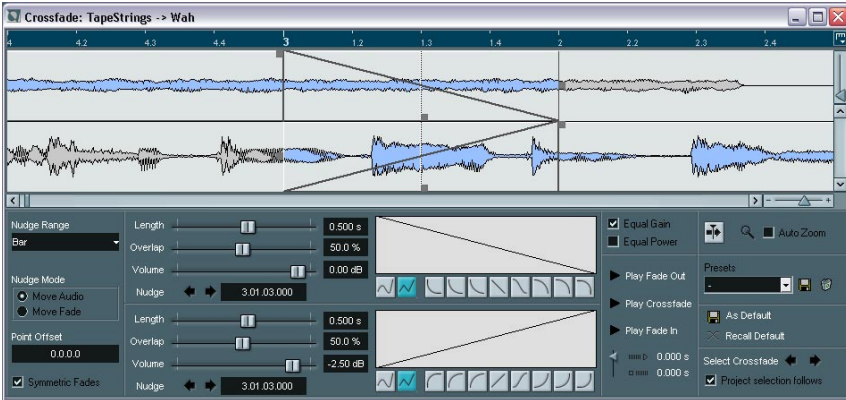 Crossfade: TapeStrings -> Wah
4 4.2 4.3 4.4 3 1.2 1.3 1.4 2 2.2 2.3 2.4
Nudge Range
Bar
Nudge Mode
Move Audio
Move Fade
Point Offset
0.0.0.0
Symmetric Fades
Length 0.500 s
Overlap 50.0 %
Volume 0.00 dB
Nudge 3.01.03.000
Length 0.500 s
Overlap 50.0 %
Volume -2.50 dB
Nudge 3.01.03.000
Equal Gain
Equal Power
Play Fade Out
Play Crossfade
Play Fade In
0.000 s
0.000 s
Auto Zoom
Presets
-
As Default
Recall Default
Select Crossfade
Project selection follows